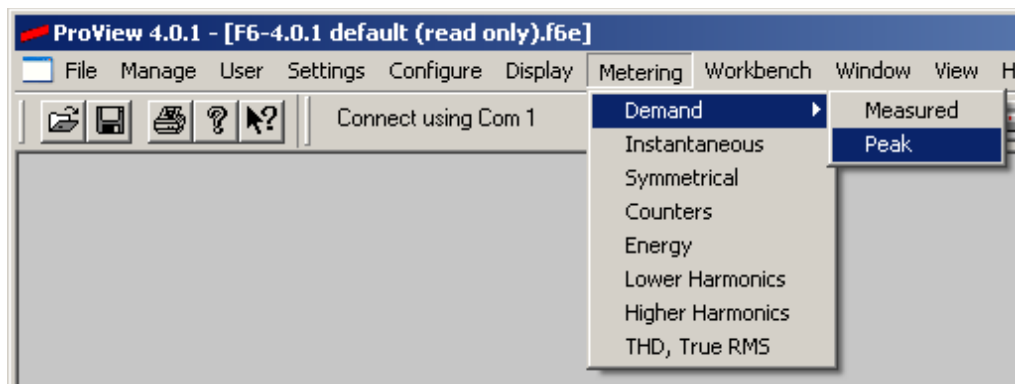 ProView 4.0.1 - [F6-4.0.1 default (read only).f6e]
File Manage User Settings Configure Display Metering Workbench Window View
Connect using Com 1
Demand
Measured
Peak
Instantaneous
Symmetrical
Counters
Energy
Lower Harmonics
Higher Harmonics
THD, True RMS